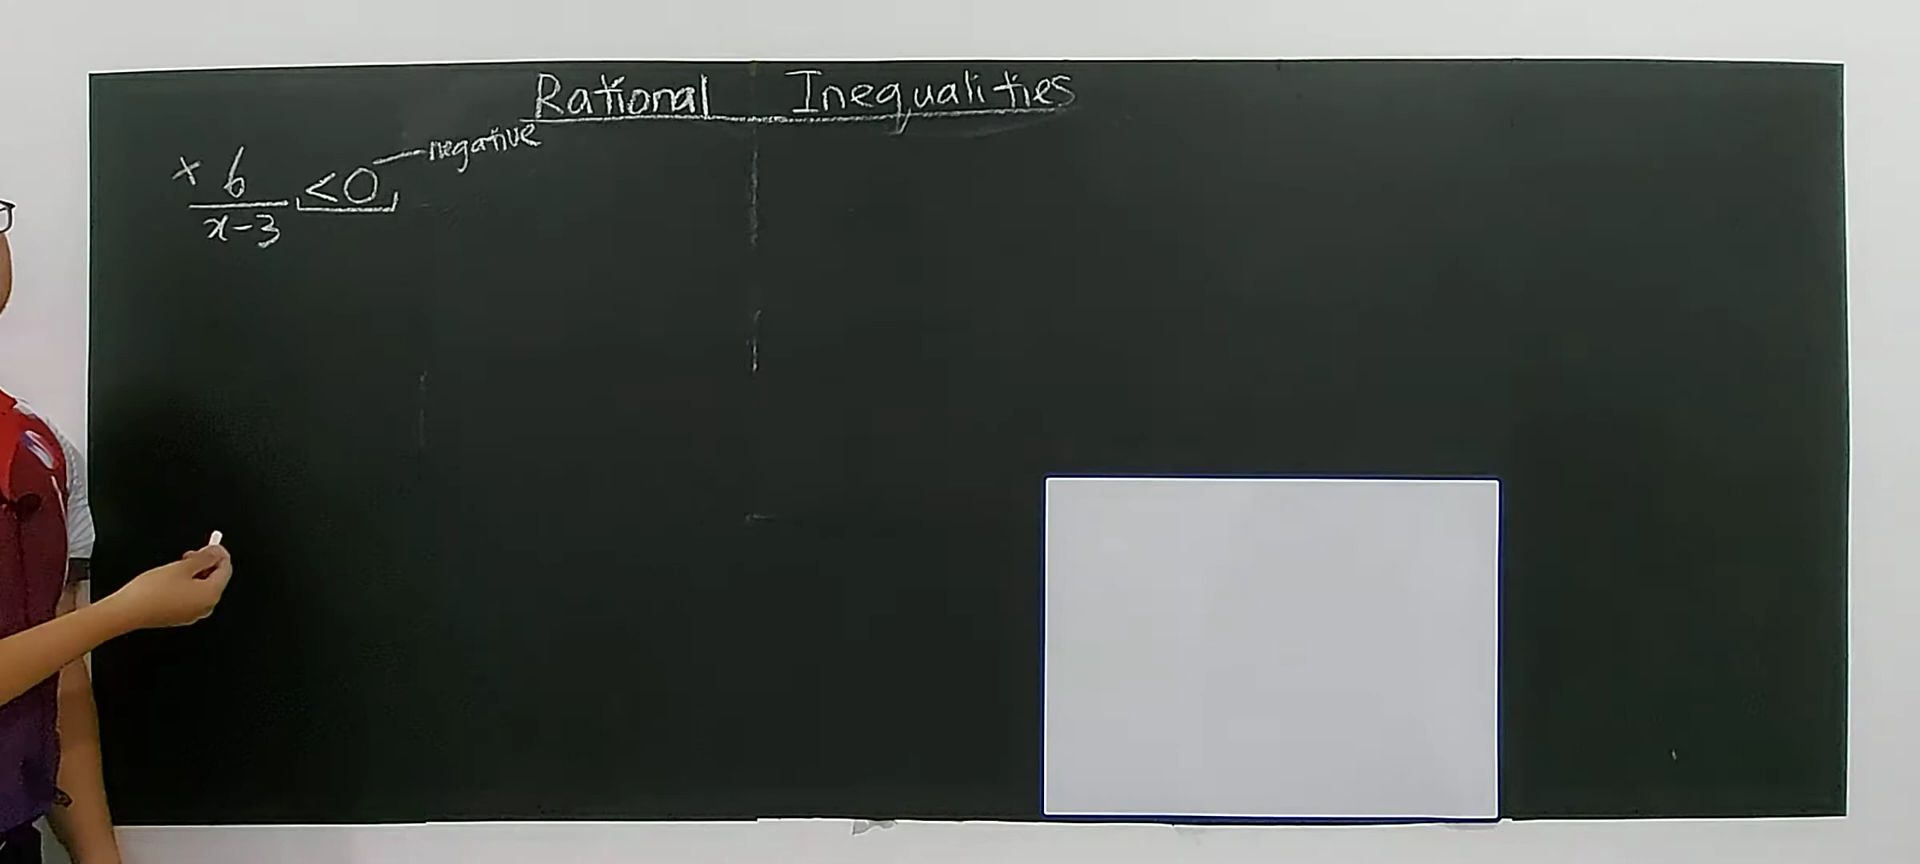 Rational Inequalities
+ 6 / x-3 <0 — negative